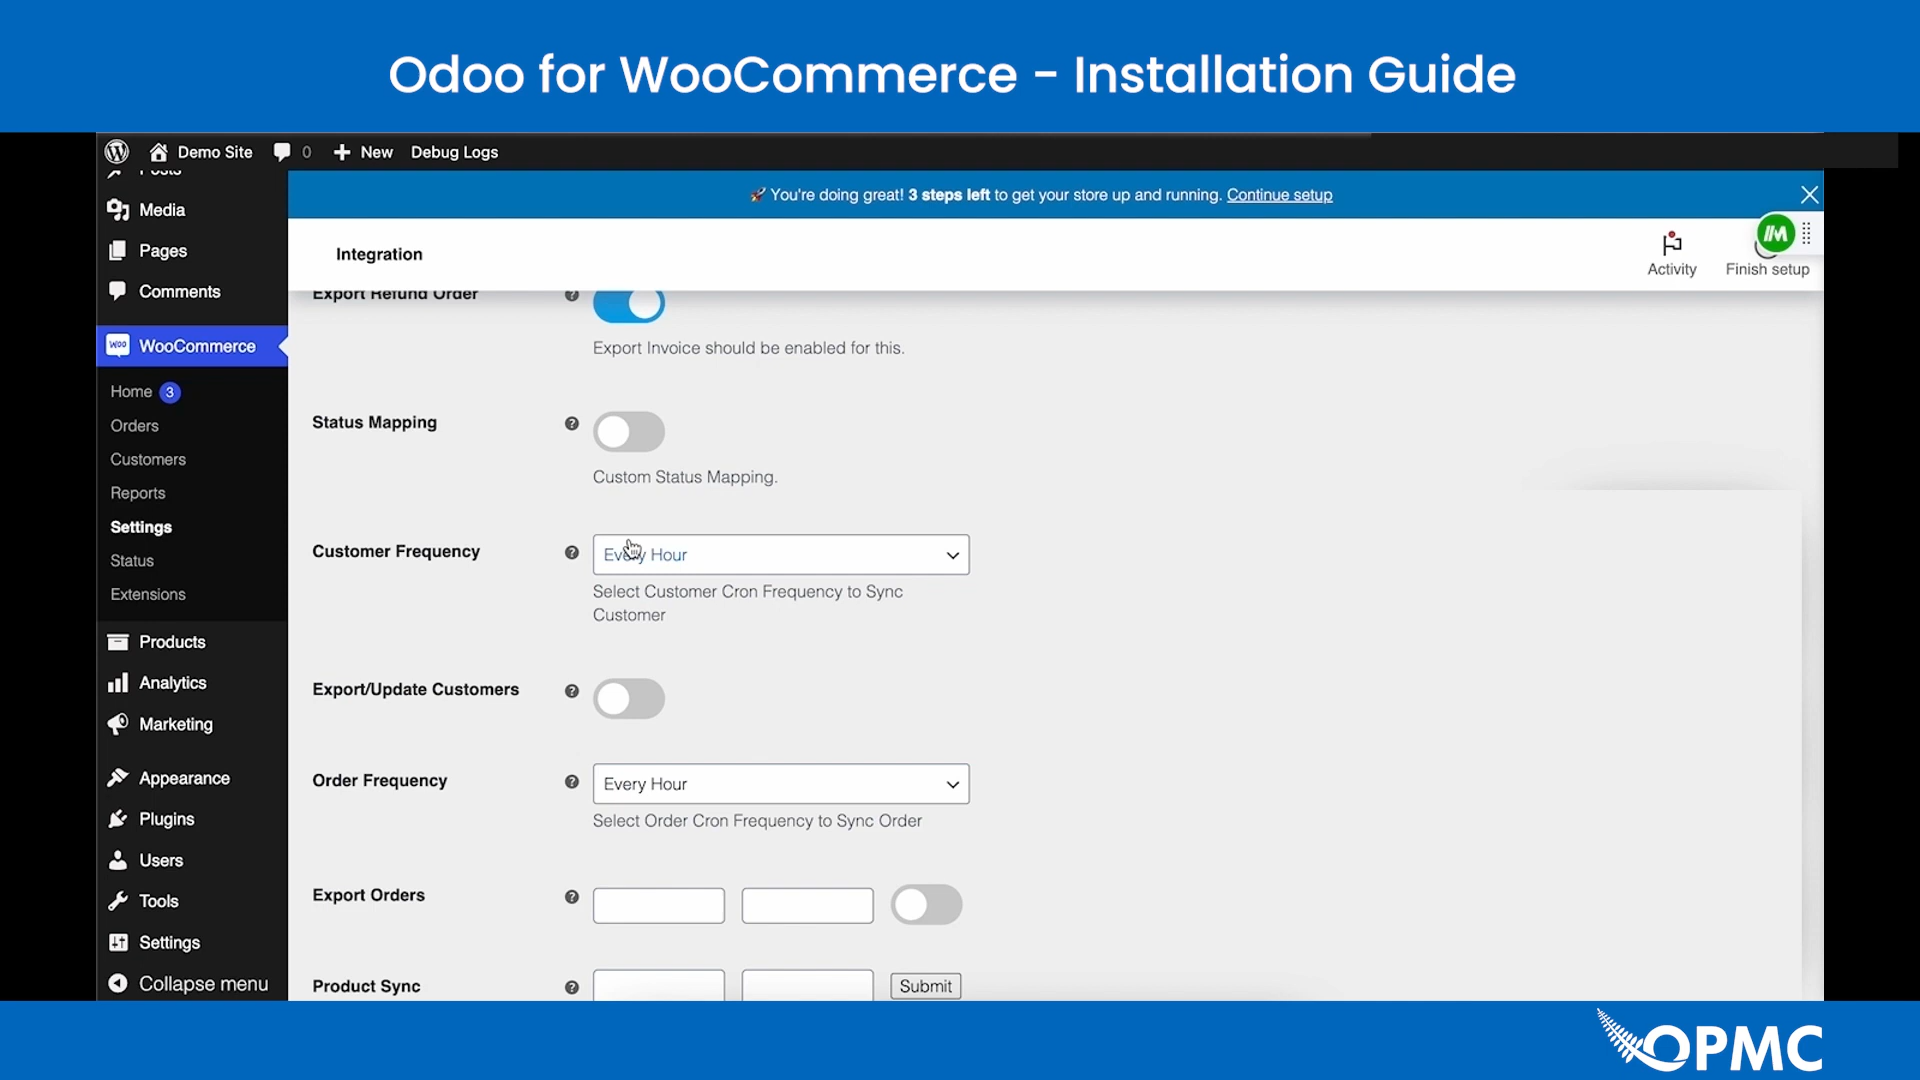 Odoo for WooCommerce - Installation Guide
Demo Site 0 New Debug Logs
Posts
Media
Pages
Comments
WooCommerce
Home 3
Orders
Customers
Reports
Settings
Status
Extensions
Products
Analytics
Marketing
Appearance
Plugins
Users
Tools
Settings
Collapse menu
🚀 You're doing great! 3 steps left to get your store up and running. Continue setup
Integration
Activity
Finish setup
Export Refund Order
Export Invoice should be enabled for this.
Status Mapping
Custom Status Mapping.
Customer Frequency
Every Hour
Select Customer Cron Frequency to Sync
Customer
Export/Update Customers
Order Frequency
Every Hour
Select Order Cron Frequency to Sync Order
Export Orders
Product Sync
Submit
OPMC